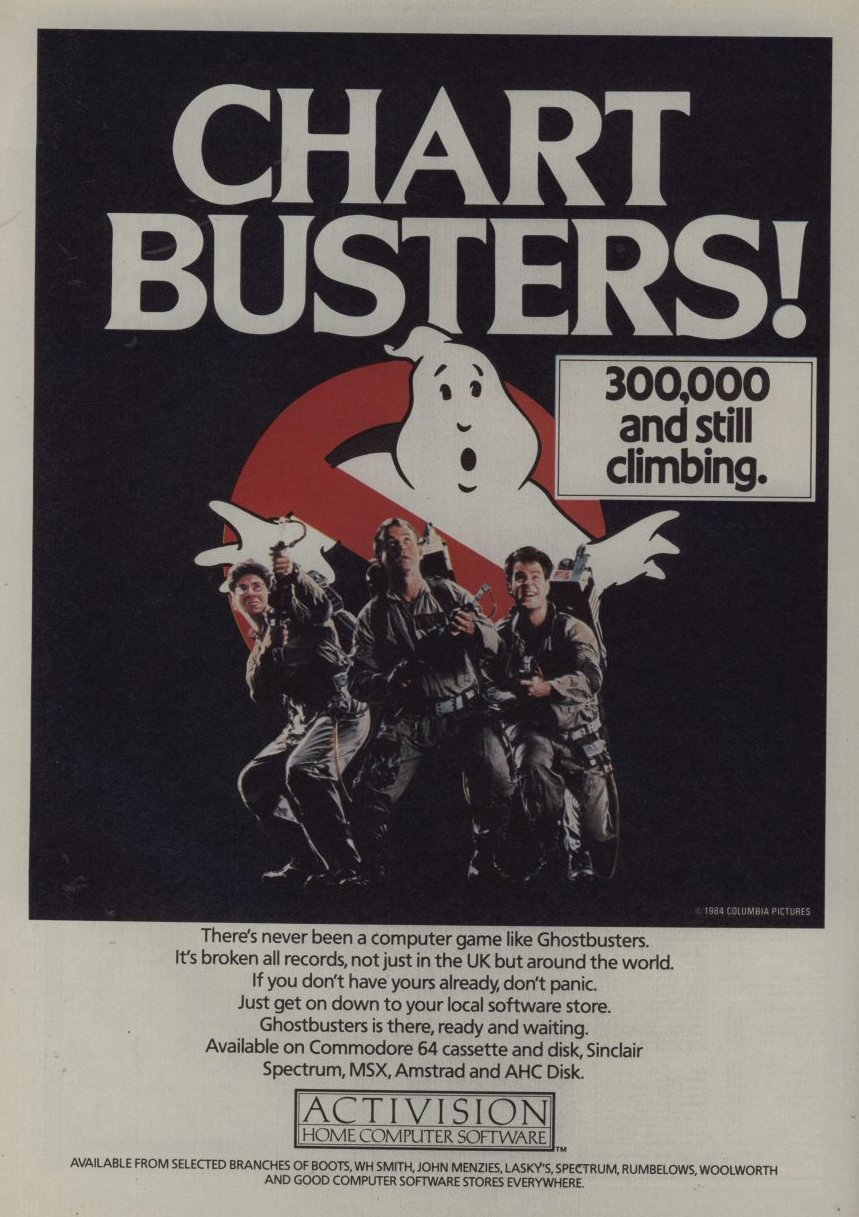 CHART
BUSTERS!
300,000
and still
climbing.
© 1984 COLUMBIA PICTURES
There's never been a computer game like Ghostbusters.
It's broken all records, not just in the UK but around the world.
If you don't have yours already, don't panic.
Just get on down to your local software store.
Ghostbusters is there, ready and waiting.
Available on Commodore 64 cassette and disk, Sinclair
Spectrum, MSX, Amstrad and AHC Disk.
ACTIVISION
HOME COMPUTER SOFTWARE
TM
AVAILABLE FROM SELECTED BRANCHES OF BOOTS, WH SMITH, JOHN MENZIES, LASKY'S, SPECTRUM, RUMBELOWS, WOOLWORTH
AND GOOD COMPUTER SOFTWARE STORES EVERYWHERE.